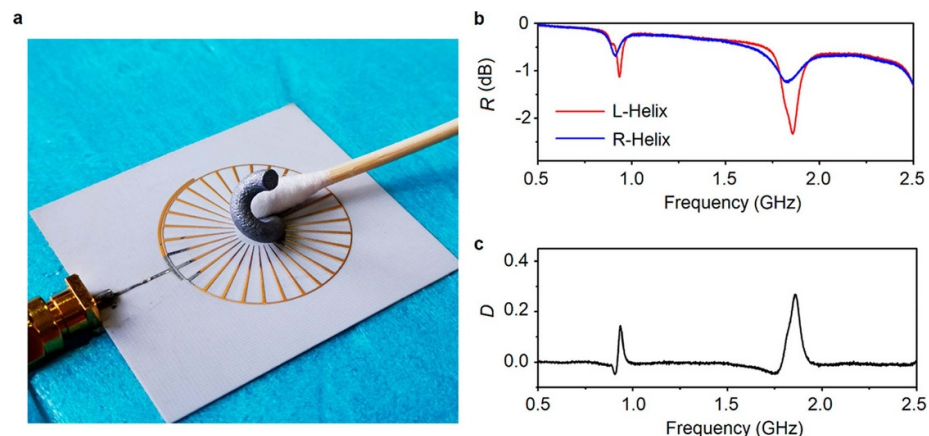 a
b
0
-1
-2
R (dB)
L-Helix
R-Helix
0.5 1.0 1.5 2.0 2.5
Frequency (GHz)
c
0.4
0.2
0.0
D
0.5 1.0 1.5 2.0 2.5
Frequency (GHz)